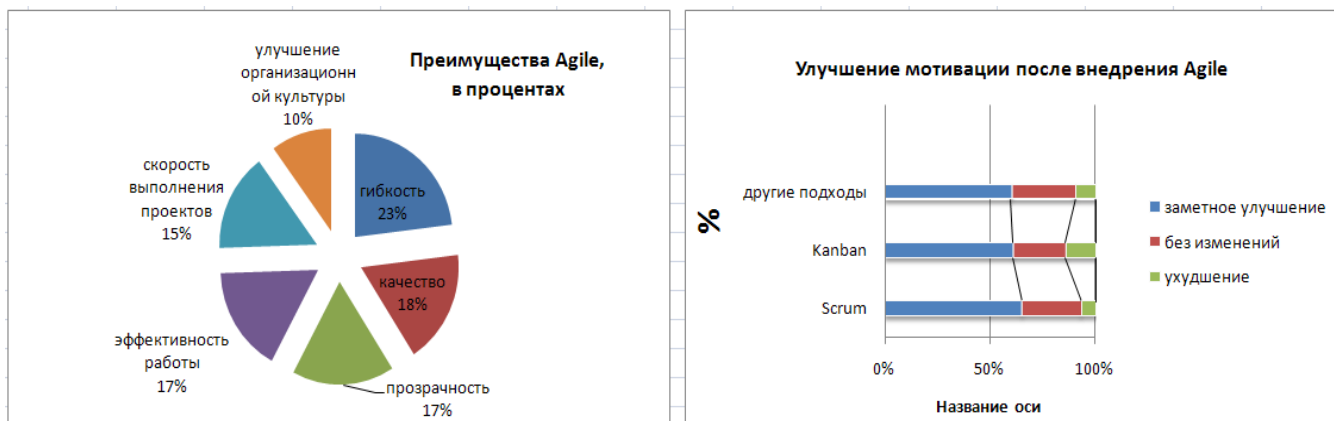 Преимущества Agile,
в процентах
улучшение
организационн
ой культуры
10%
гибкость
23%
качество
18%
прозрачность
17%
эффективность
работы
17%
скорость
выполнения
проектов
15%
Улучшение мотивации после внедрения Agile
%
другие подходы
Kanban
Scrum
0%
50%
100%
Название оси
заметное улучшение
без изменений
ухудшение